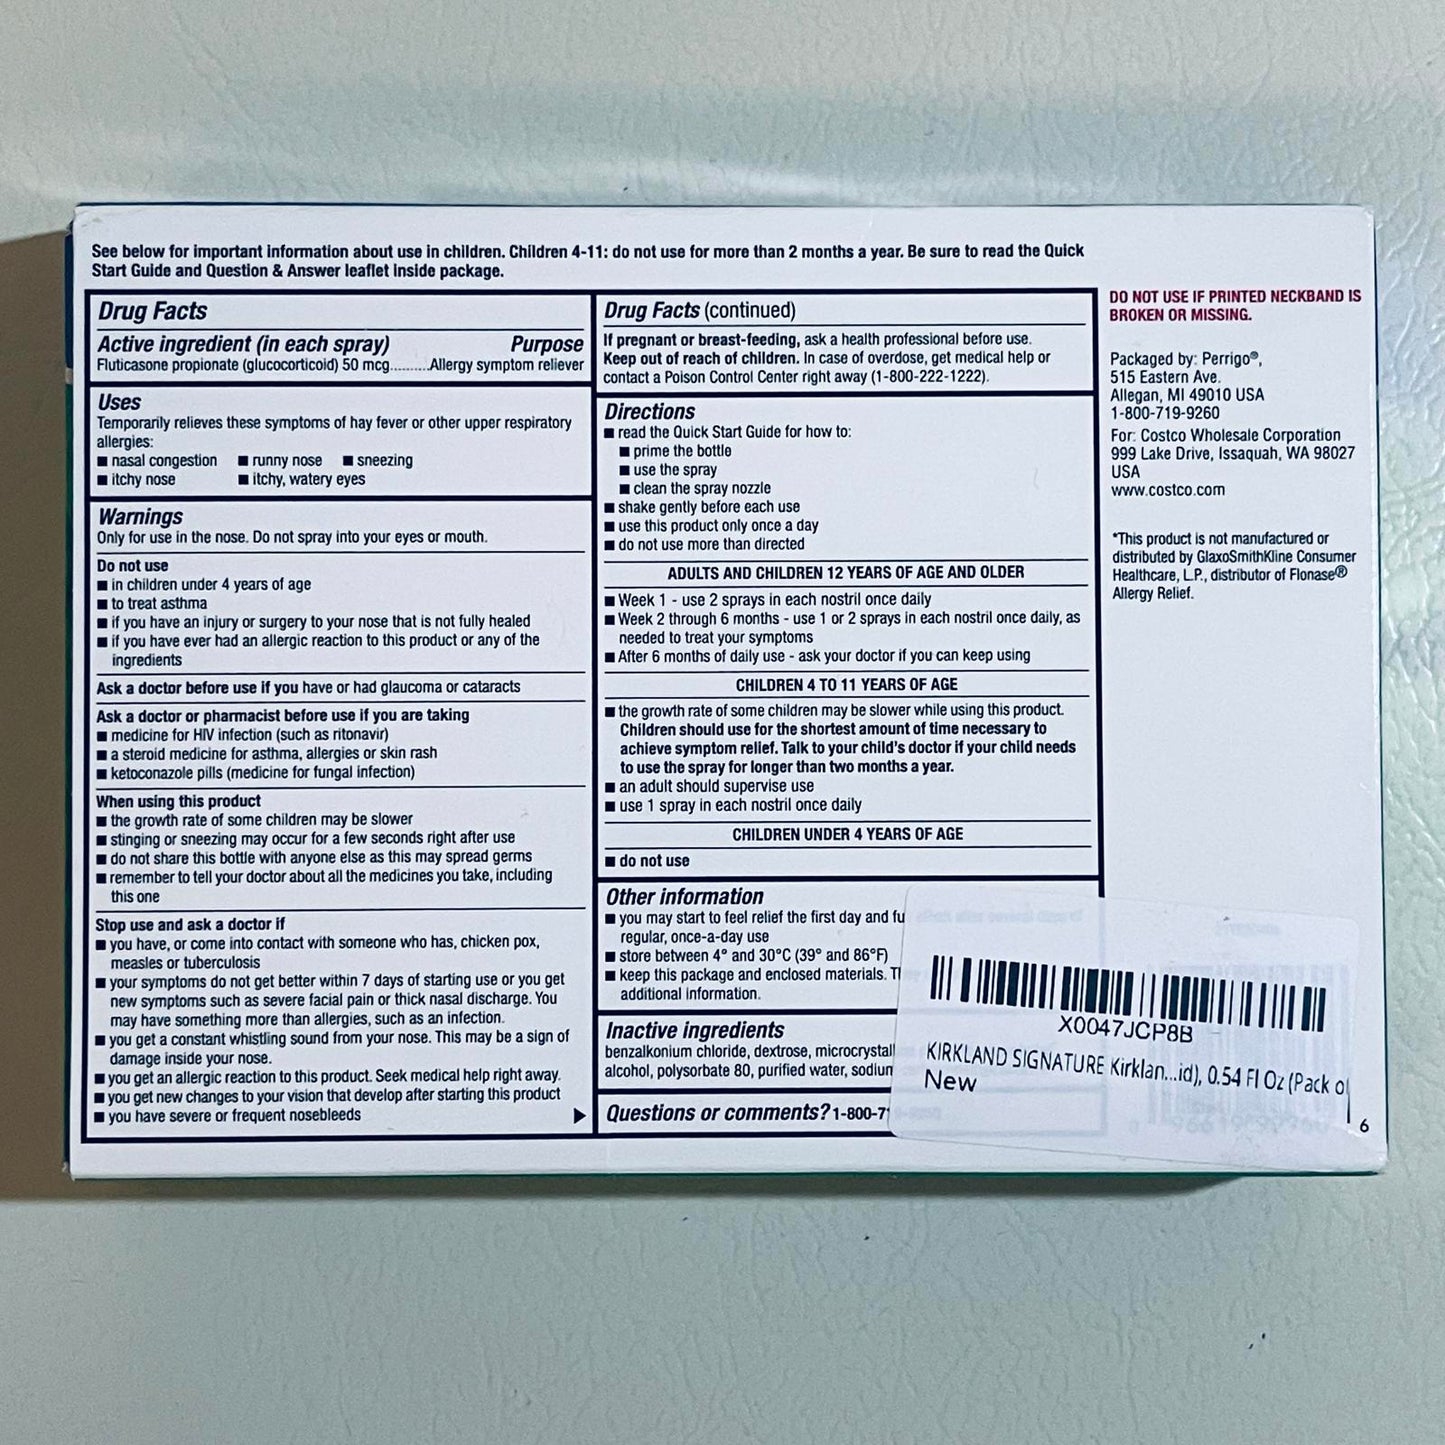 See below for important information about use in children. Children 4-11: do not use for more than 2 months a year. Be sure to read the Quick
Start Guide and Question & Answer leaflet inside package.
Drug Facts
Active ingredient (in each spray) Purpose
Fluticasone propionate (glucocorticoid) 50 mcg..........Allergy symptom reliever
Uses
Temporarily relieves these symptoms of hay fever or other upper respiratory
allergies:
■ nasal congestion ■ runny nose ■ sneezing
■ itchy nose ■ itchy, watery eyes
Warnings
Only for use in the nose. Do not spray into your eyes or mouth.
Do not use
■ in children under 4 years of age
■ to treat asthma
■ if you have an injury or surgery to your nose that is not fully healed
■ if you have ever had an allergic reaction to this product or any of the
ingredients
Ask a doctor before use if you have or had glaucoma or cataracts
Ask a doctor or pharmacist before use if you are taking
■ medicine for HIV infection (such as ritonavir)
■ a steroid medicine for asthma, allergies or skin rash
■ ketoconazole pills (medicine for fungal infection)
When using this product
■ the growth rate of some children may be slower
■ stinging or sneezing may occur for a few seconds right after use
■ do not share this bottle with anyone else as this may spread germs
■ remember to tell your doctor about all the medicines you take, including
this one
Stop use and ask a doctor if
■ you have, or come into contact with someone who has, chicken pox,
measles or tuberculosis
■ your symptoms do not get better within 7 days of starting use or you get
new symptoms such as severe facial pain or thick nasal discharge. You
may have something more than allergies, such as an infection.
■ you get a constant whistling sound from your nose. This may be a sign of
damage inside your nose.
■ you get an allergic reaction to this product. Seek medical help right away.
■ you get new changes to your vision that develop after starting this product
■ you have severe or frequent nosebleeds
Drug Facts (continued)
If pregnant or breast-feeding, ask a health professional before use.
Keep out of reach of children. In case of overdose, get medical help or
contact a Poison Control Center right away (1-800-222-1222).
Directions
■ read the Quick Start Guide for how to:
■ prime the bottle
■ use the spray
■ clean the spray nozzle
■ shake gently before each use
■ use this product only once a day
■ do not use more than directed
ADULTS AND CHILDREN 12 YEARS OF AGE AND OLDER
■ Week 1 - use 2 sprays in each nostril once daily
■ Week 2 through 6 months - use 1 or 2 sprays in each nostril once daily, as
needed to treat your symptoms
■ After 6 months of daily use - ask your doctor if you can keep using
CHILDREN 4 TO 11 YEARS OF AGE
■ the growth rate of some children may be slower while using this product.
Children should use for the shortest amount of time necessary to
achieve symptom relief. Talk to your child's doctor if your child needs
to use the spray for longer than two months a year.
■ an adult should supervise use
■ use 1 spray in each nostril once daily
CHILDREN UNDER 4 YEARS OF AGE
■ do not use
Other information
■ you may start to feel relief the first day and fu
regular, once-a-day use
■ store between 4° and 30°C (39° and 86°F)
■ keep this package and enclosed materials.
additional information.
Inactive ingredients
benzalkonium chloride, dextrose, microcrystall
alcohol, polysorbate 80, purified water, sodium
Questions or comments? 1-800-71
DO NOT USE IF PRINTED NECKBAND IS
BROKEN OR MISSING.
Packaged by: Perrigo®,
515 Eastern Ave.
Allegan, MI 49010 USA
1-800-719-9260
For: Costco Wholesale Corporation
999 Lake Drive, Issaquah, WA 98027
USA
www.costco.com
*This product is not manufactured or
distributed by GlaxoSmithKline Consumer
Healthcare, L.P., distributor of Flonase®
Allergy Relief.
X0047JCP8B
KIRKLAND SIGNATURE Kirklan...id), 0.54 Fl Oz (Pack o
New
6